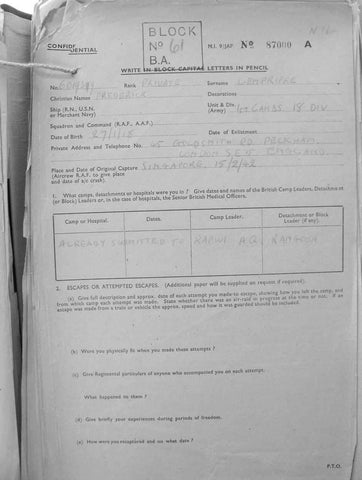 BLOCK
CONFIDENTIAL
No 61
B.A.
M.I. 9/JAP. No 87000 A
WRITE IN BLOCK CAPITAL LETTERS IN PENCIL
No. Rank PRIVATE Surname LEMPRIERE
Christian Names FREDERICK Decorations
Ship (R.N., U.S.N. or Merchant Navy) Unit & Div. (Army) 1st CAMBS. 18 DIV
Squadron and Command (R.A.F., A.A.F.)
Date of Birth 27/1/18 Date of Enlistment
Private Address and Telephone No. 45 GOLDSMITH RD. PECKHAM.
LONDON S.E.15 ENGLAND
Place and Date of Original Capture SINGAPORE. 15/2/42
(Aircrew R.A.F. to give place and date of a/c crash).
1. What camps, detachments or hospitals were you in? Give dates and names of the British Camp Leaders, Detachment
(or Block) Leaders or, in the case of hospitals, the Senior British Medical Officers.
Camp or Hospital. Dates. Camp Leader. Detachment or Block Leader (if any).
ALREADY SUBMITTED TO RAPWI H.Q. RANGOON
2. ESCAPES OR ATTEMPTED ESCAPES. (Additional paper will be supplied on request if required).
(a) Give full description and approx. date of each attempt you made to escape, showing how you left the camp, and
from which camp each attempt was made. State whether there was an air-raid in progress at the time or not. If an
escape was made from a train or vehicle the approx. speed and how it was guarded should be included.
(b) Were you physically fit when you made these attempts?
(c) Give Regimental particulars of anyone who accompanied you on each attempt.
What happened to them?
(d) Give briefly your experiences during periods of freedom.
(e) How were you recaptured and on what date?
P.T.O.